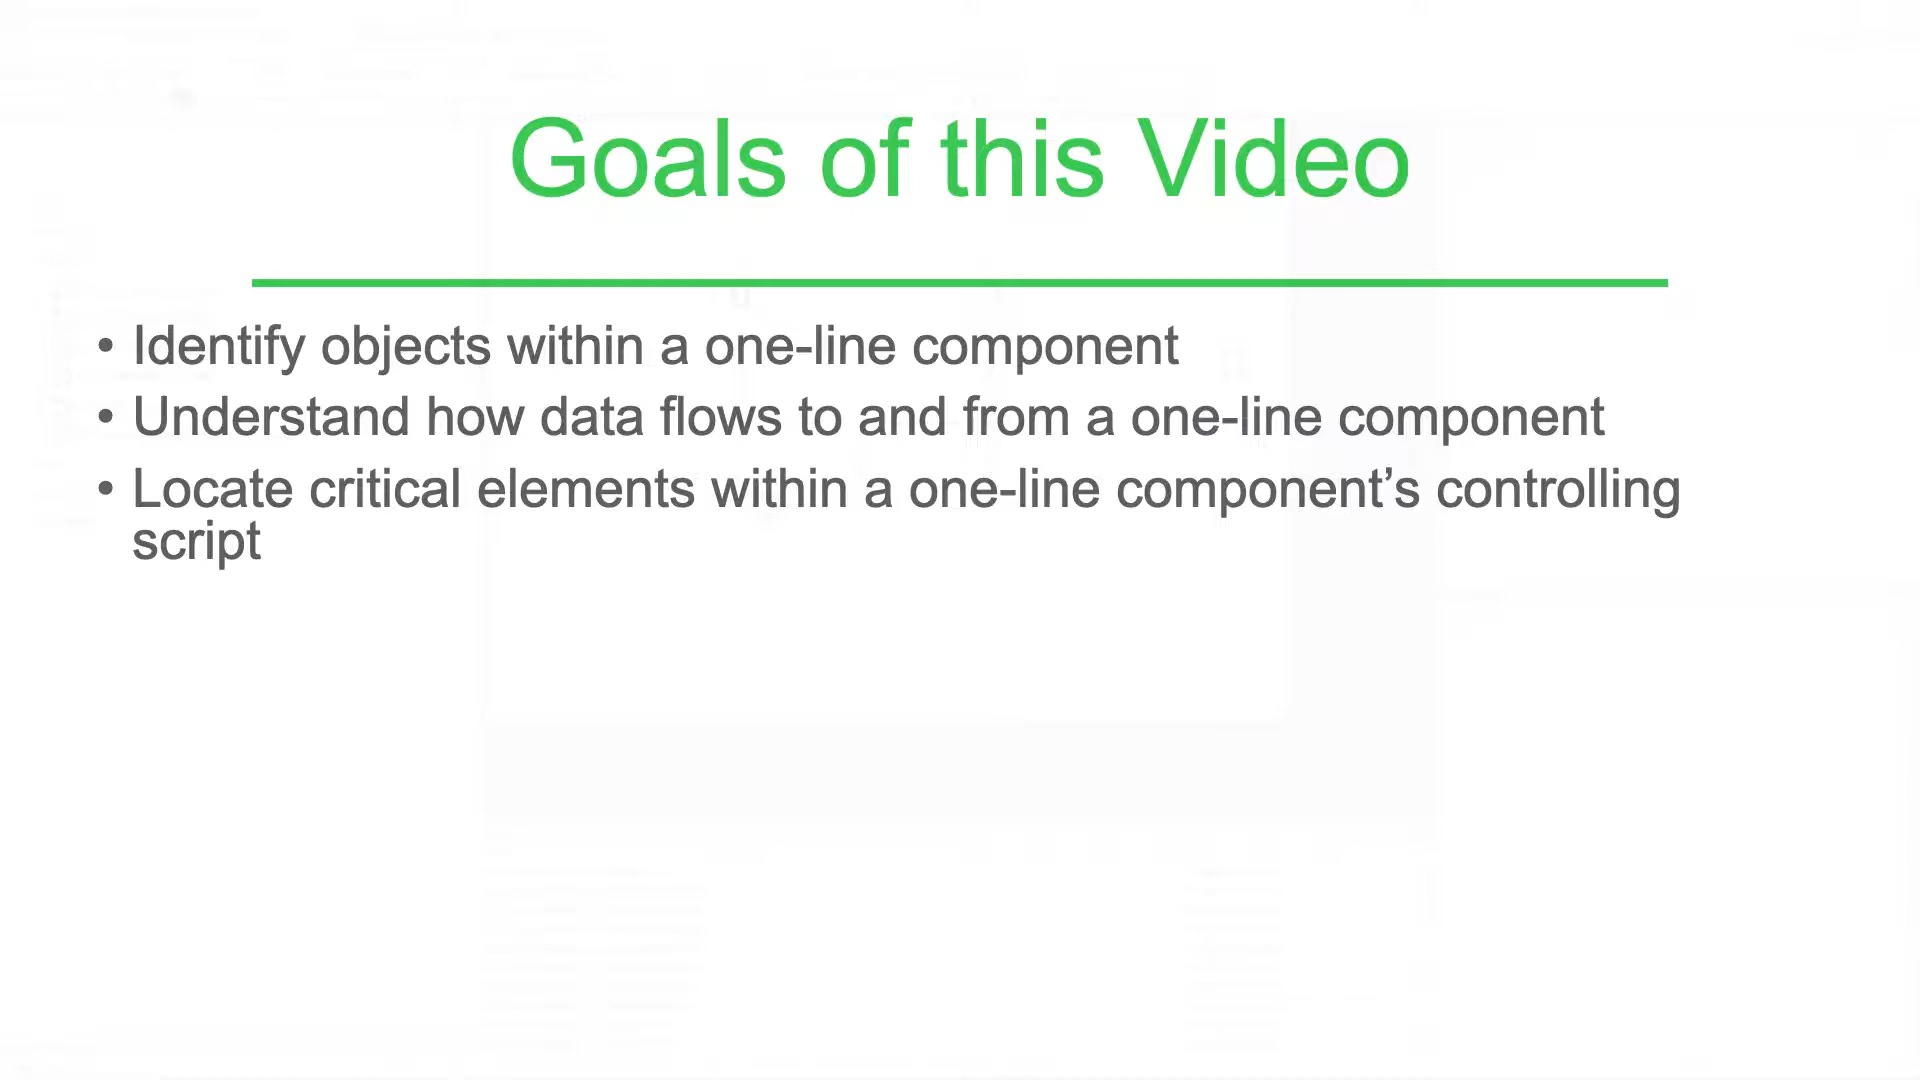 Goals of this Video
• Identify objects within a one-line component
• Understand how data flows to and from a one-line component
• Locate critical elements within a one-line component’s controlling
script